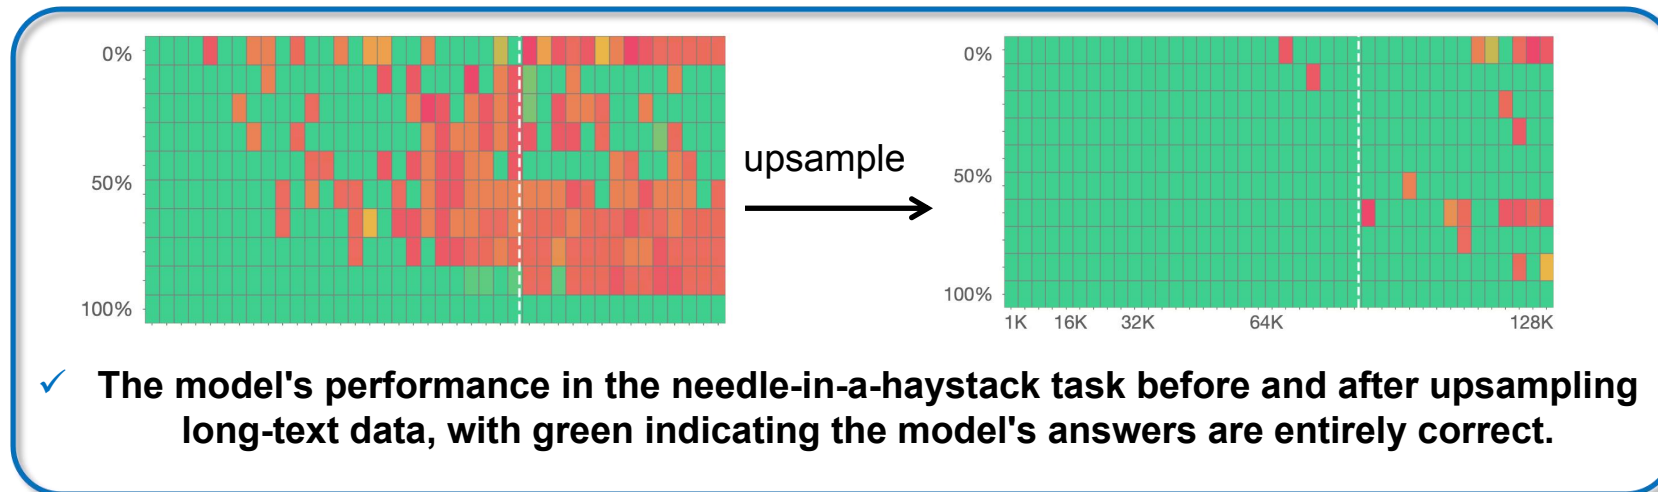 0%
50%
100%
upsample
0%
50%
100%
1K 16K 32K 64K 128K
✓ The model's performance in the needle-in-a-haystack task before and after upsampling
long-text data, with green indicating the model's answers are entirely correct.